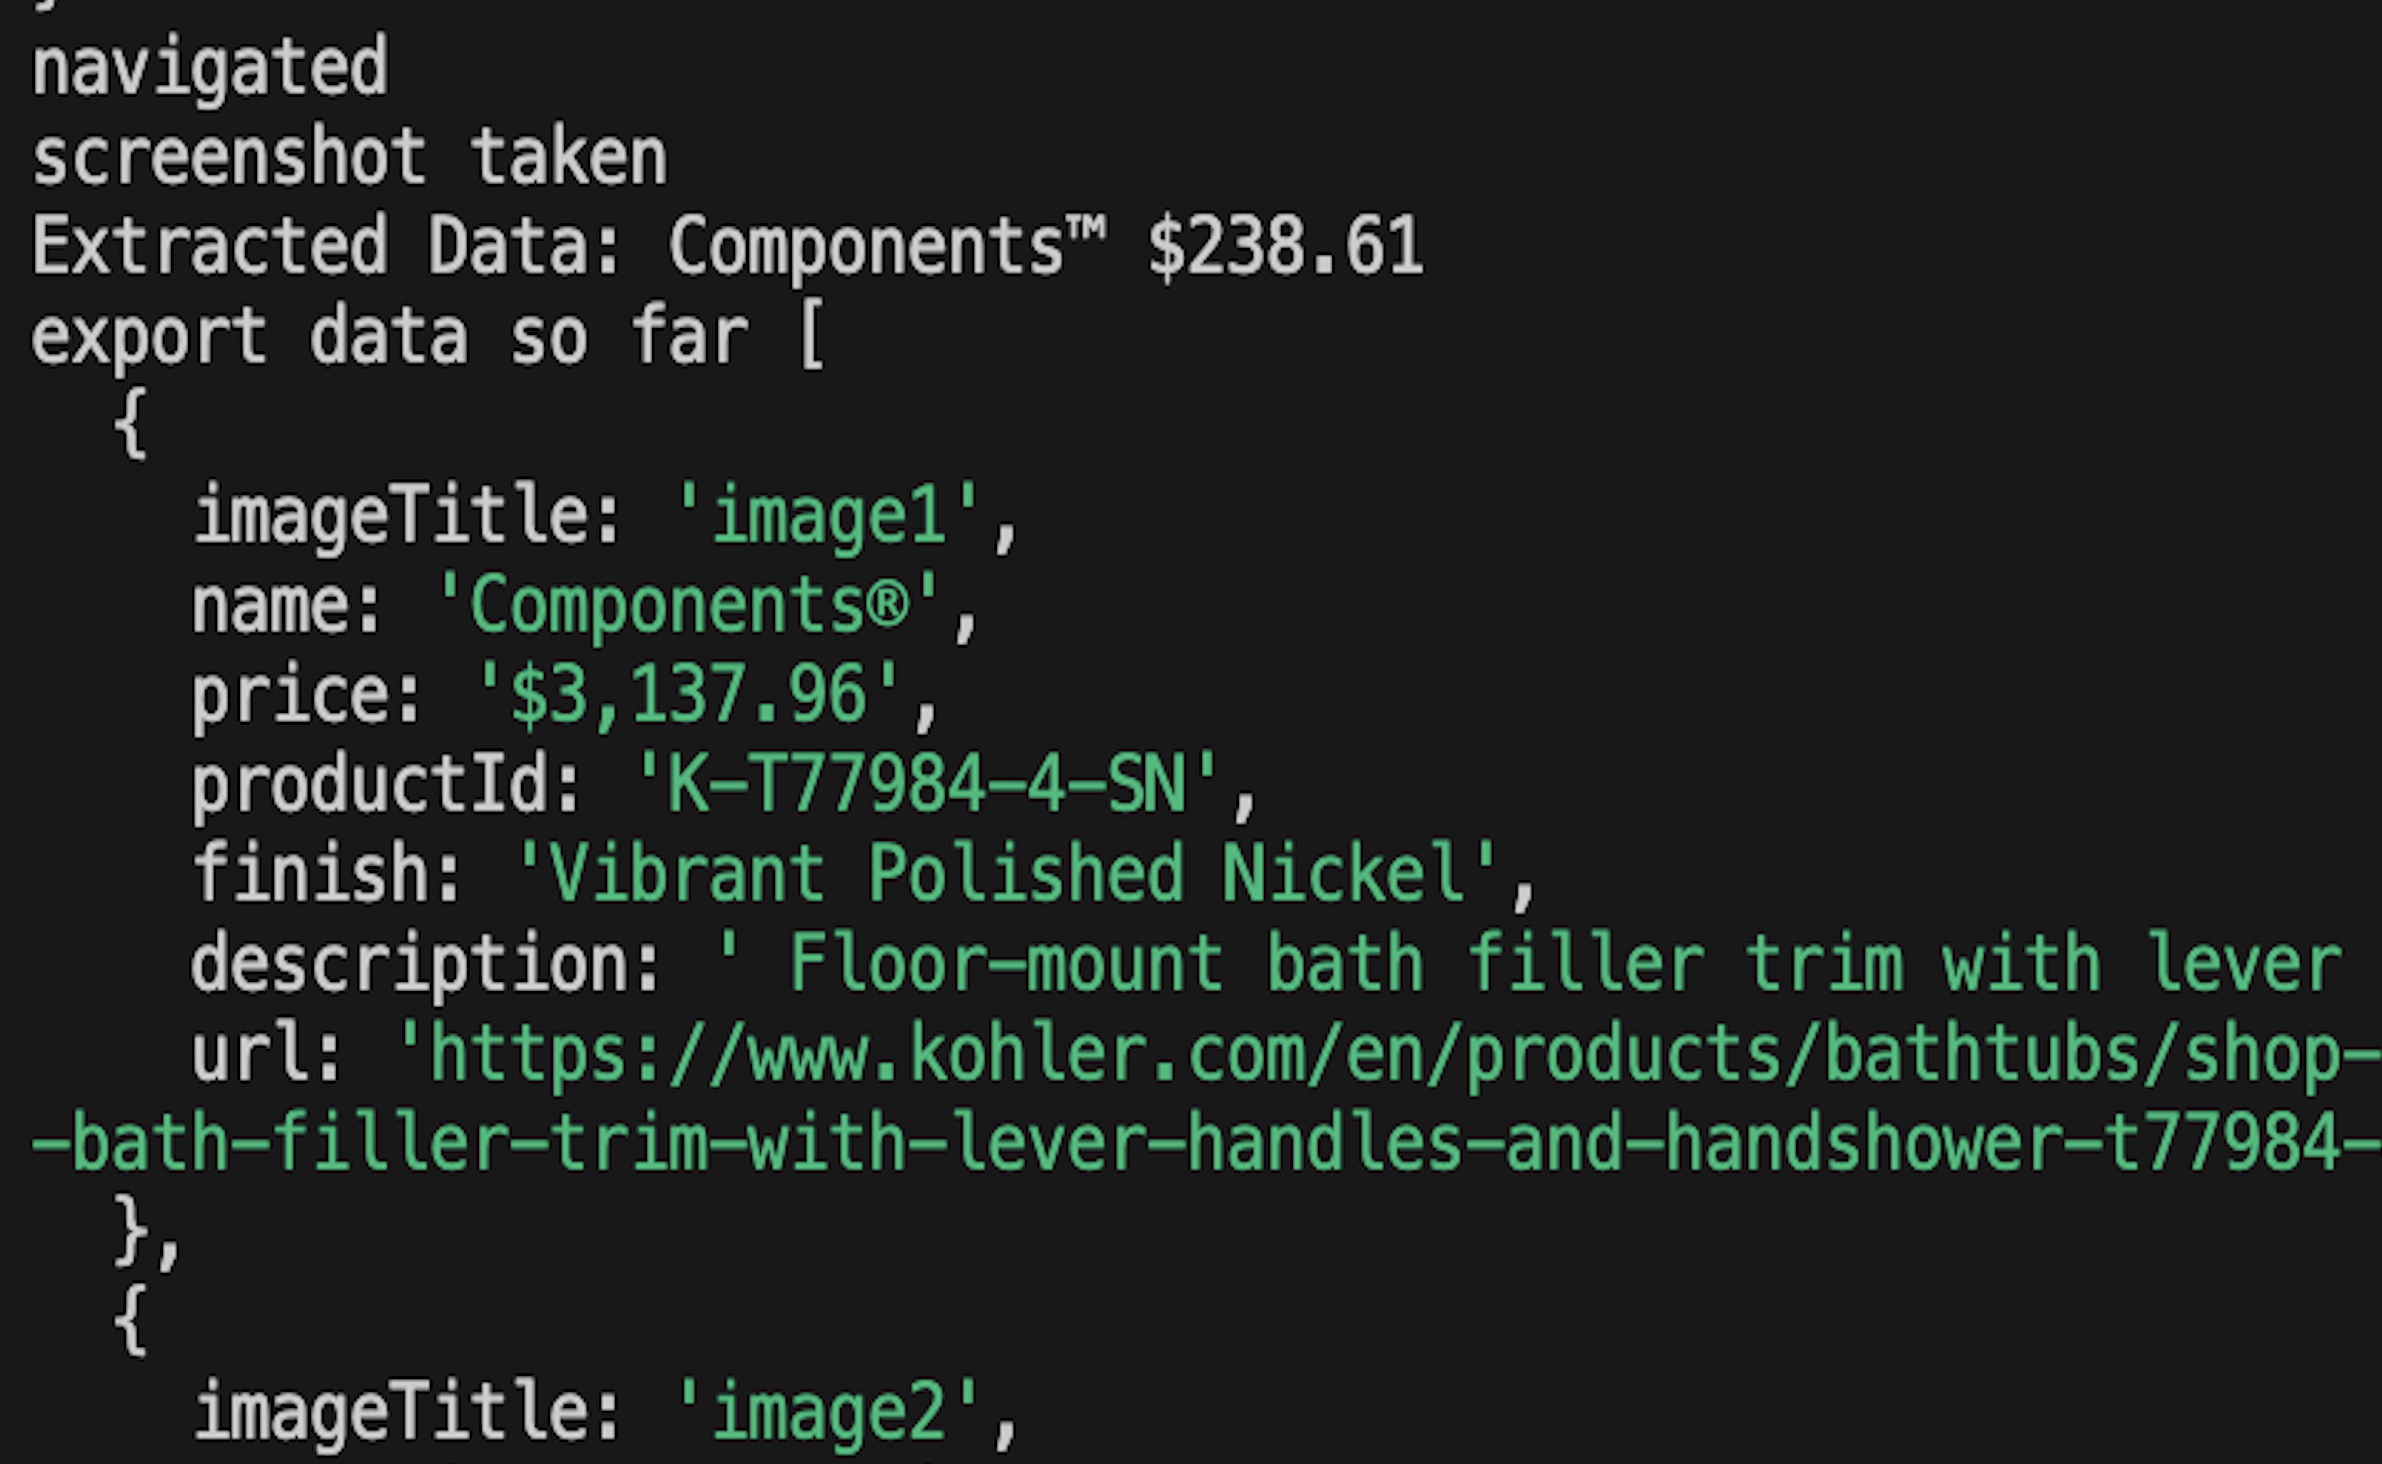 navigated
screenshot taken
Extracted Data: Components™ $238.61
export data so far [
  {
    imageTitle: 'image1',
    name: 'Components®',
    price: '$3,137.96',
    productId: 'K-T77984-4-SN',
    finish: 'Vibrant Polished Nickel',
    description: ' Floor-mount bath filler trim with lever
    url: 'https://www.kohler.com/en/products/bathtubs/shop-
-bath-filler-trim-with-lever-handles-and-handshower-t77984-
  },
  {
    imageTitle: 'image2',